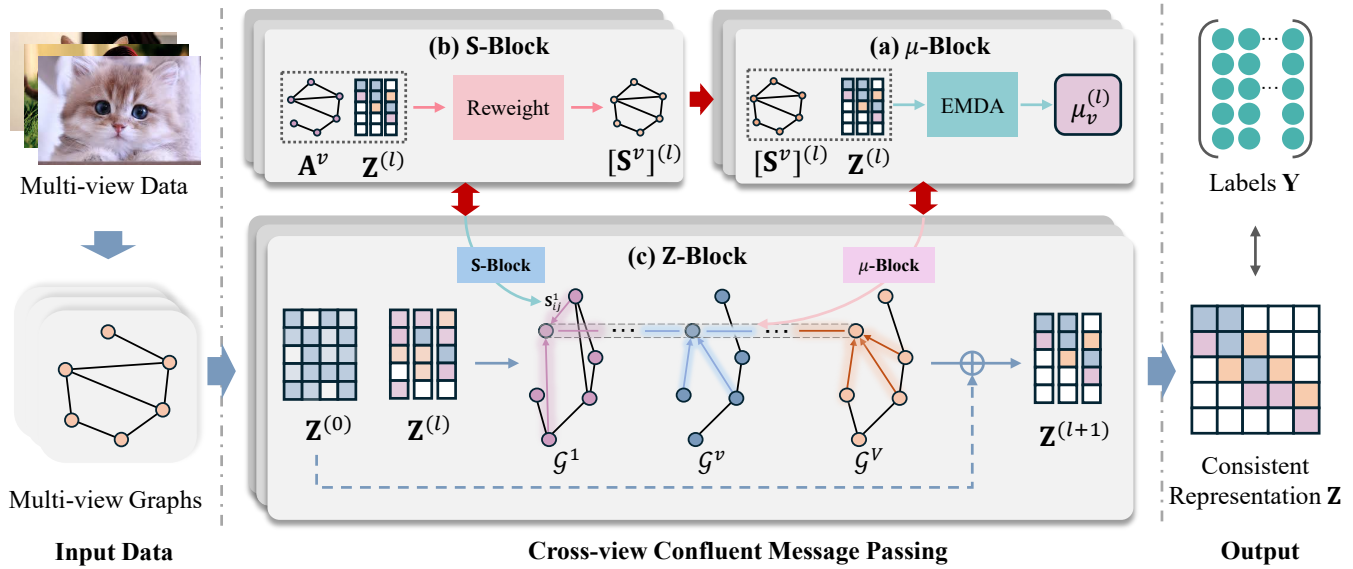 Multi-view Data
Multi-view Graphs
Input Data
(b) S-Block
A^v
Z^(l)
Reweight
[S^v]^(l)
(a) μ-Block
[S^v]^(l)
Z^(l)
EMDA
μ_v^(l)
(c) Z-Block
S-Block
μ-Block
s_ij^1
Z^(0)
Z^(l)
𝒢^1
𝒢^v
𝒢^V
Z^(l+1)
Cross-view Confluent Message Passing
Labels Y
Consistent
Representation Z
Output